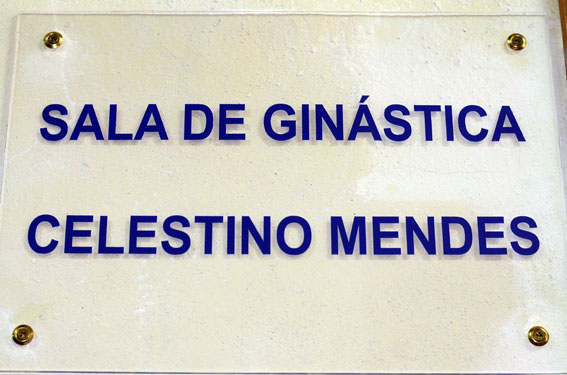 SALA DE GINÁSTICA
CELESTINO MENDES